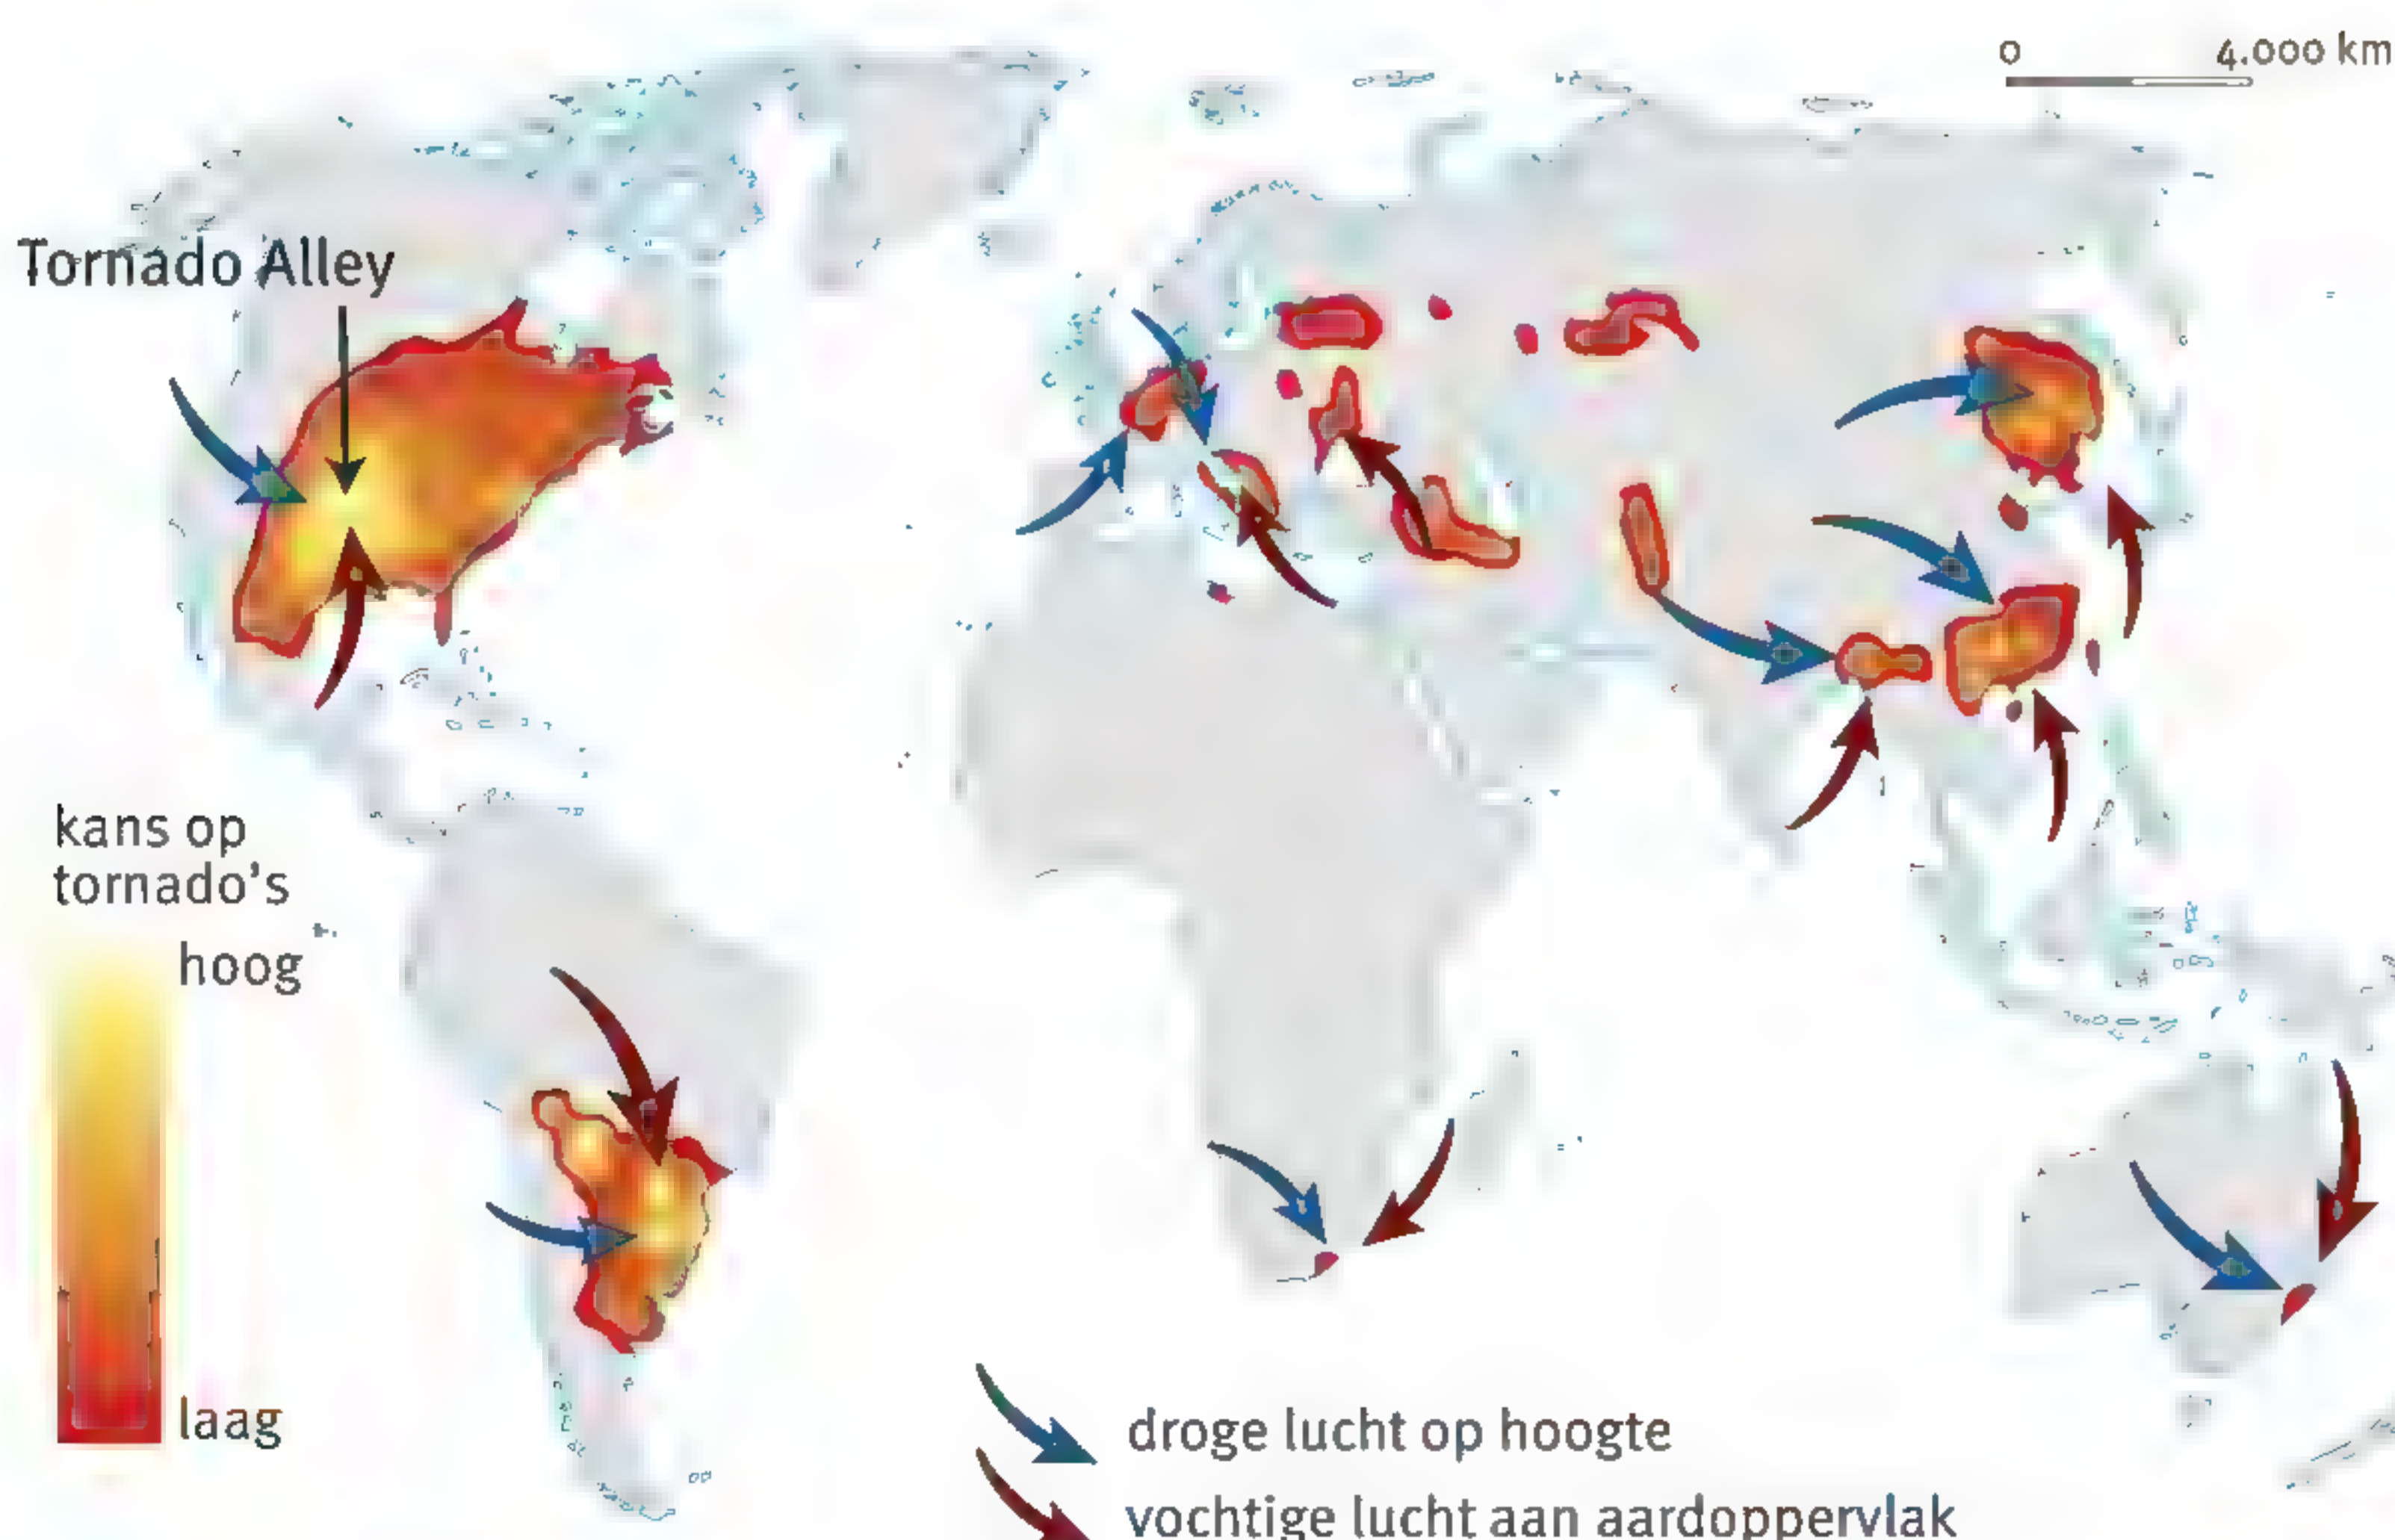 0 4.000 km
Tornado Alley
kans op
tornado's
hoog
laag
droge lucht op hoogte
vochtige lucht aan aardoppervlak